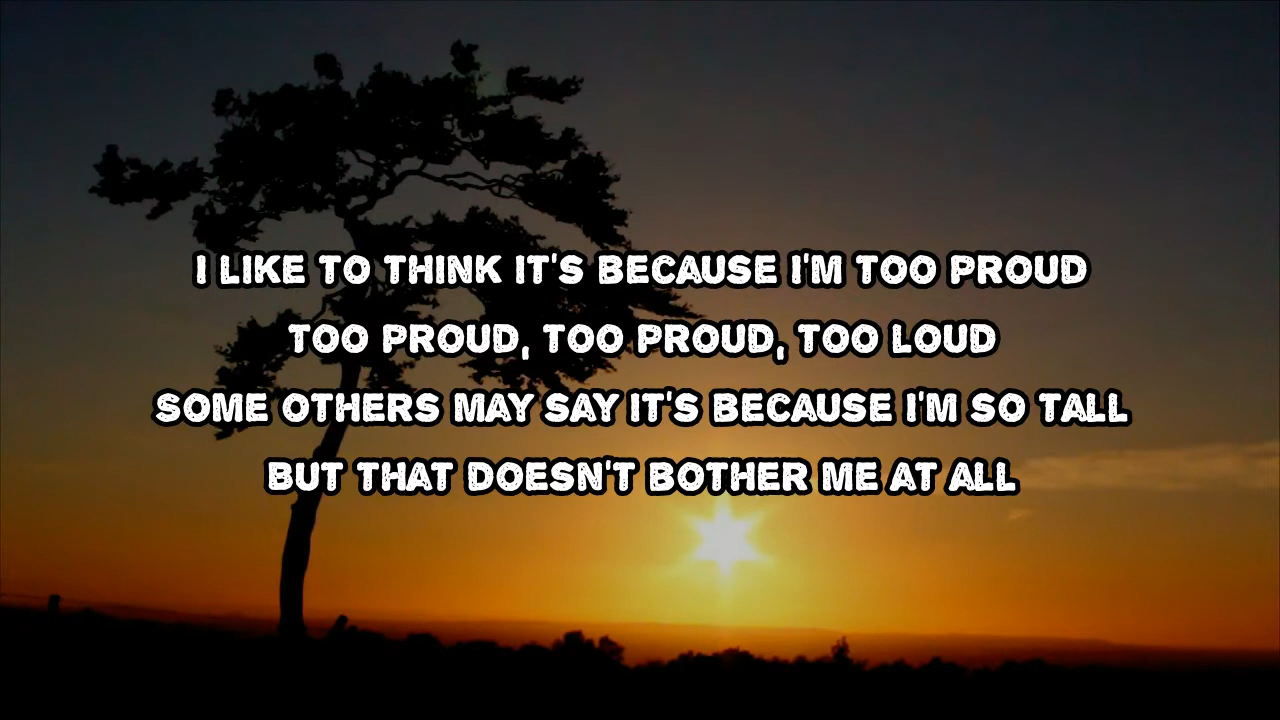 I LIKE TO THINK IT'S BECAUSE I'M TOO PROUD
TOO PROUD, TOO PROUD, TOO LOUD
SOME OTHERS MAY SAY IT'S BECAUSE I'M SO TALL
BUT THAT DOESN'T BOTHER ME AT ALL